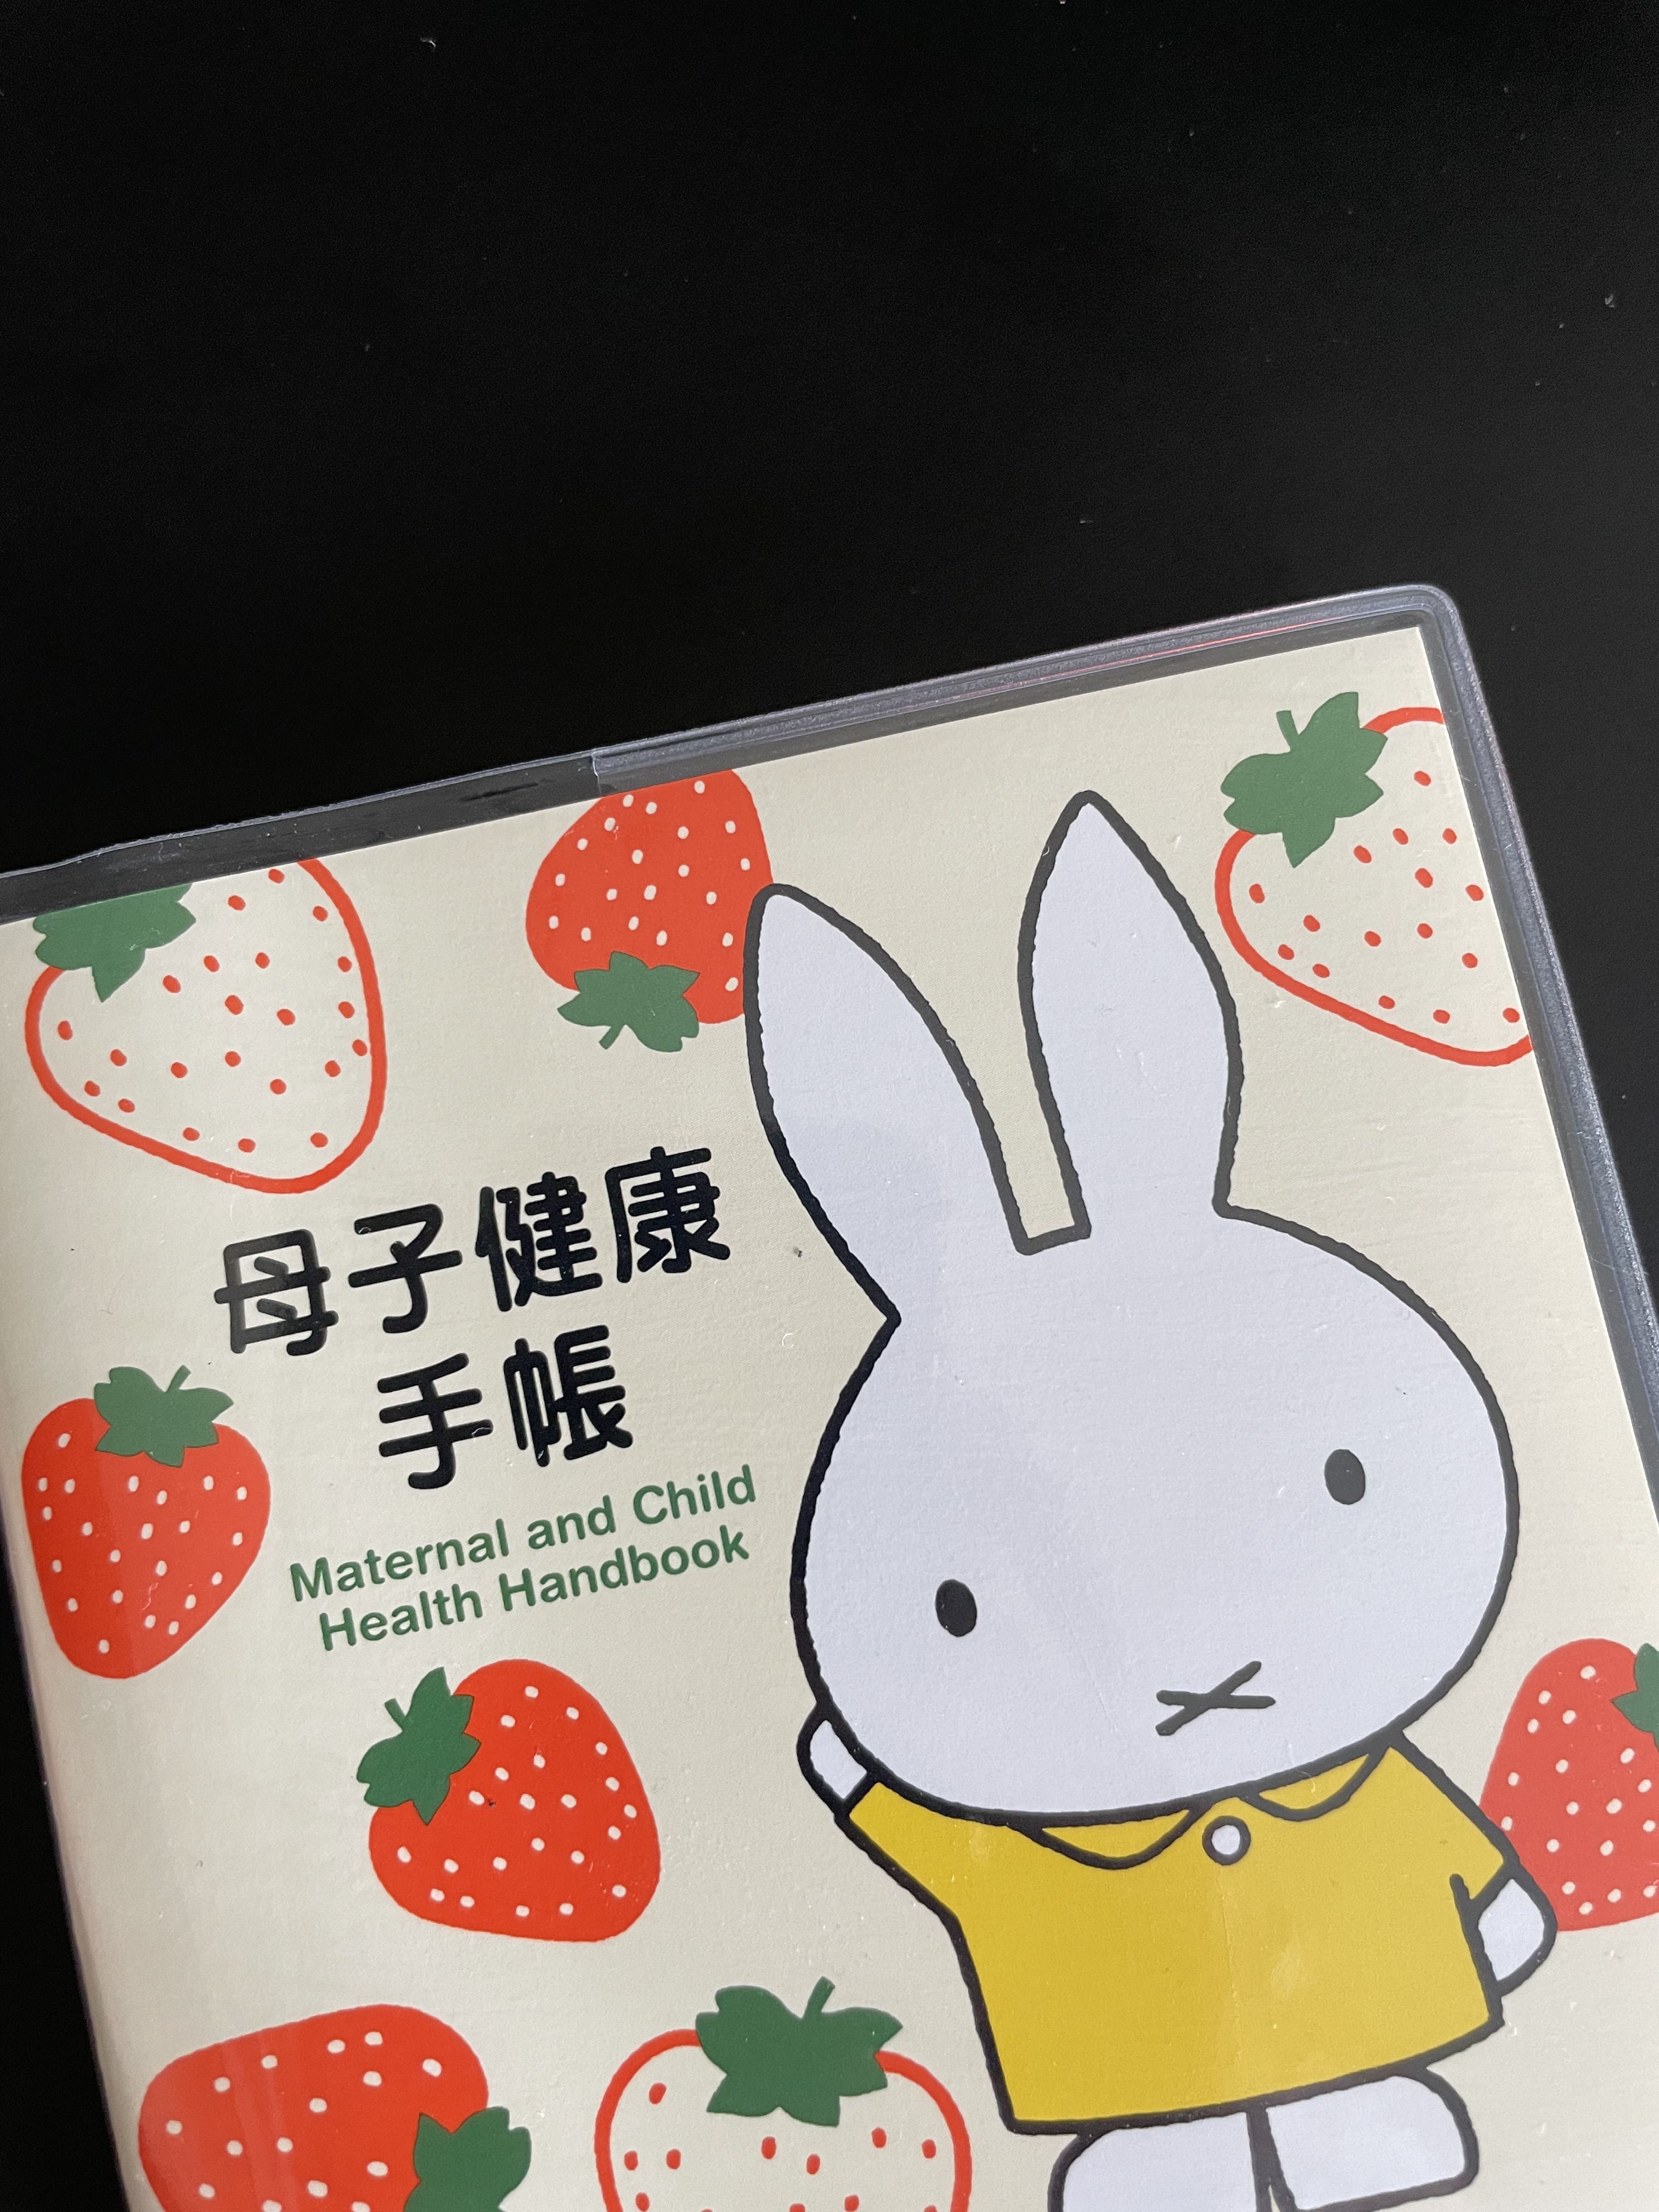 母子健康
手帳
Maternal and Child
Health Handbook